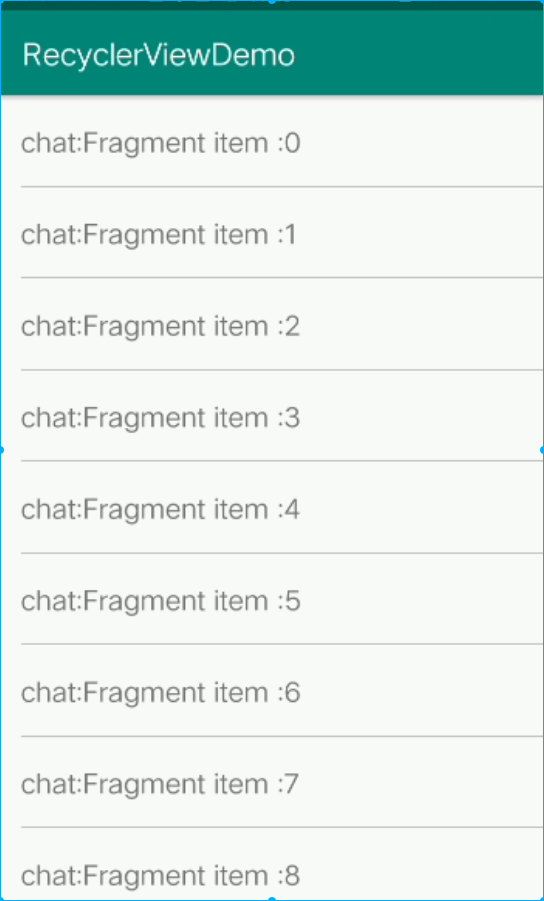 RecyclerViewDemo
chat:Fragment item :0
chat:Fragment item :1
chat:Fragment item :2
chat:Fragment item :3
chat:Fragment item :4
chat:Fragment item :5
chat:Fragment item :6
chat:Fragment item :7
chat:Fragment item :8